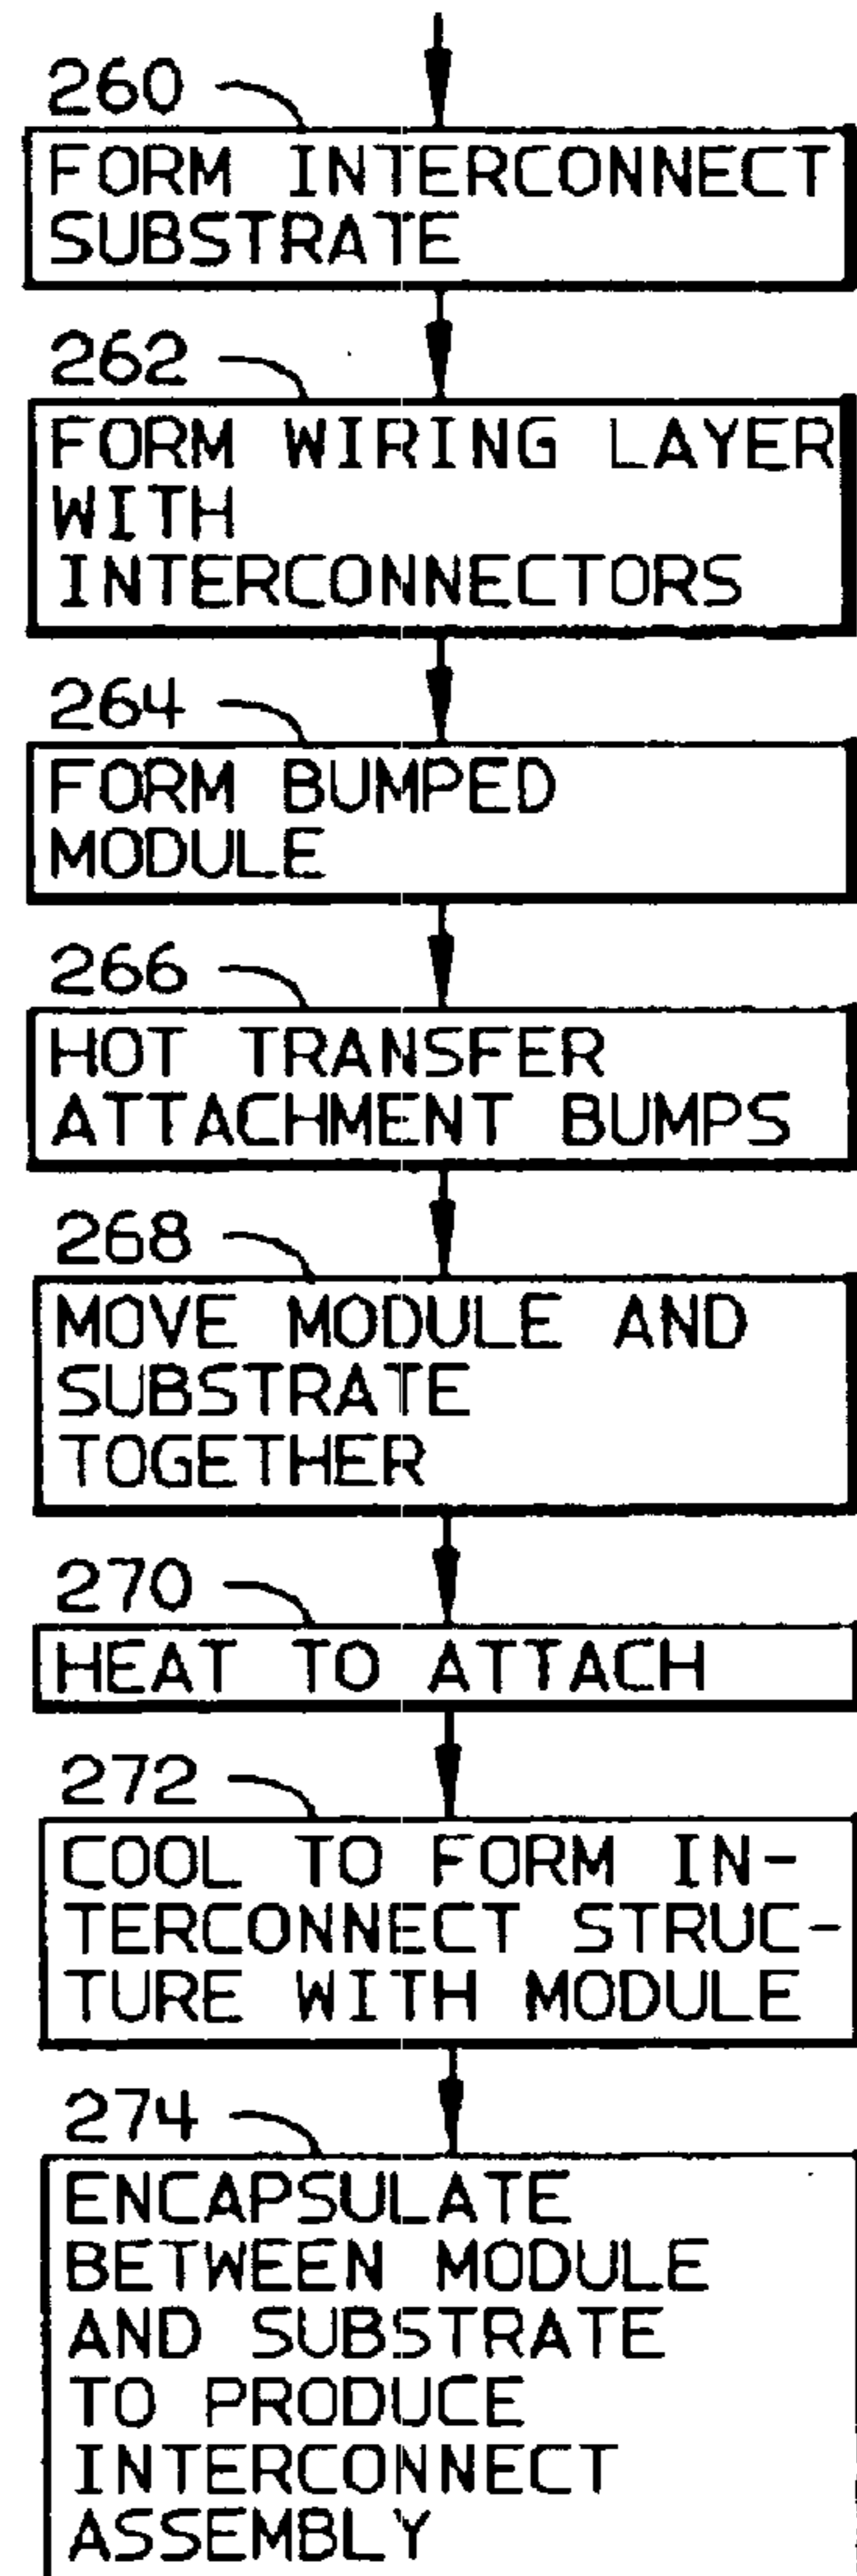 260
FORM INTERCONNECT
SUBSTRATE
262
FORM WIRING LAYER
WITH
INTERCONNECTORS
264
FORM BUMPED
MODULE
266
HOT TRANSFER
ATTACHMENT BUMPS
268
MOVE MODULE AND
SUBSTRATE
TOGETHER
270
HEAT TO ATTACH
272
COOL TO FORM IN-
TERCONNECT STRUC-
TURE WITH MODULE
274
ENCAPSULATE
BETWEEN MODULE
AND SUBSTRATE
TO PRODUCE
INTERCONNECT
ASSEMBLY